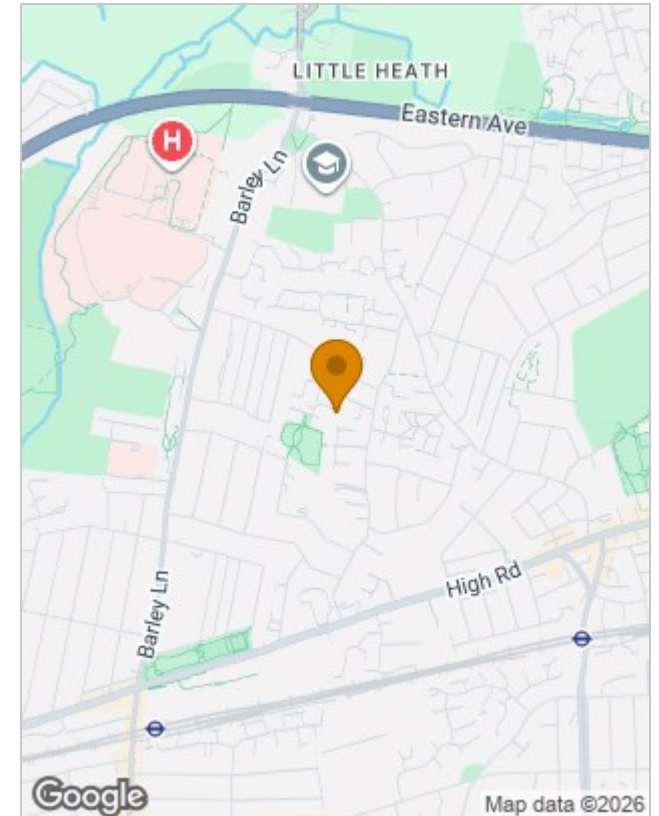 LITTLE HEATH
Eastern Ave
H
Barley Ln
High Rd
Barley Ln
Google
Map data ©2026